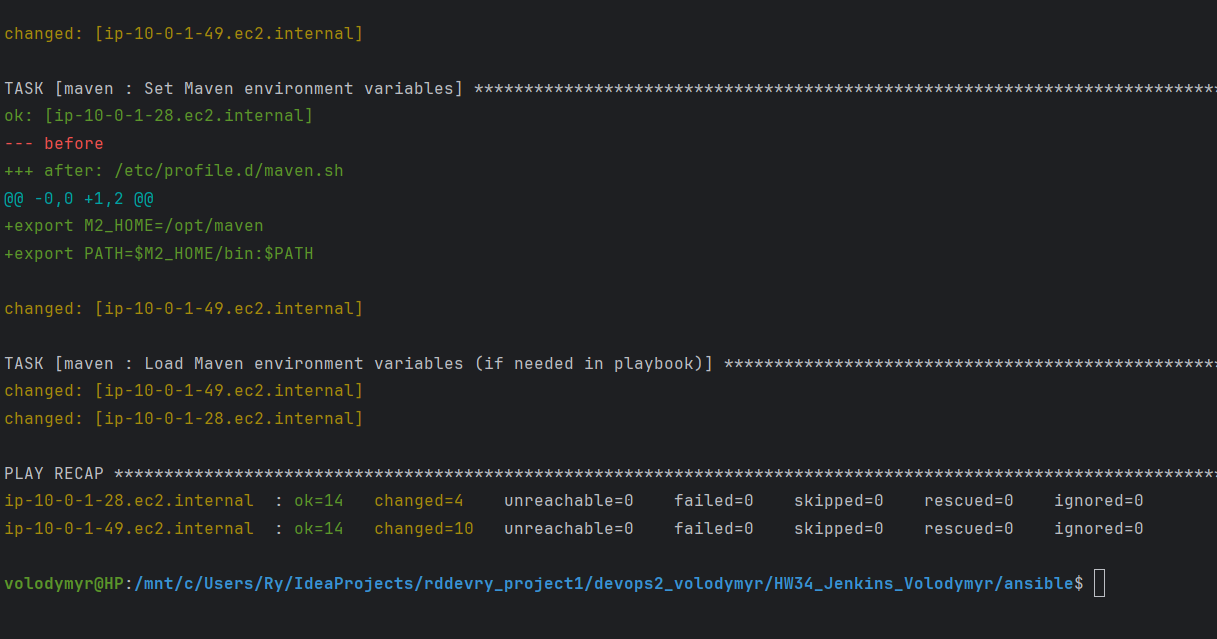 changed: [ip-10-0-1-49.ec2.internal]
TASK [maven : Set Maven environment variables] **************************************************************************
ok: [ip-10-0-1-28.ec2.internal]
--- before
+++ after: /etc/profile.d/maven.sh
@@ -0,0 +1,2 @@
+export M2_HOME=/opt/maven
+export PATH=$M2_HOME/bin:$PATH
changed: [ip-10-0-1-49.ec2.internal]
TASK [maven : Load Maven environment variables (if needed in playbook)] *************************************************
changed: [ip-10-0-1-49.ec2.internal]
changed: [ip-10-0-1-28.ec2.internal]
PLAY RECAP **************************************************************************************************************
ip-10-0-1-28.ec2.internal  : ok=14   changed=4    unreachable=0    failed=0    skipped=0    rescued=0    ignored=0
ip-10-0-1-49.ec2.internal  : ok=14   changed=10   unreachable=0    failed=0    skipped=0    rescued=0    ignored=0
volodymyr@HP:/mnt/c/Users/Ry/IdeaProjects/rddevry_project1/devops2_volodymyr/HW34_Jenkins_Volodymyr/ansible$